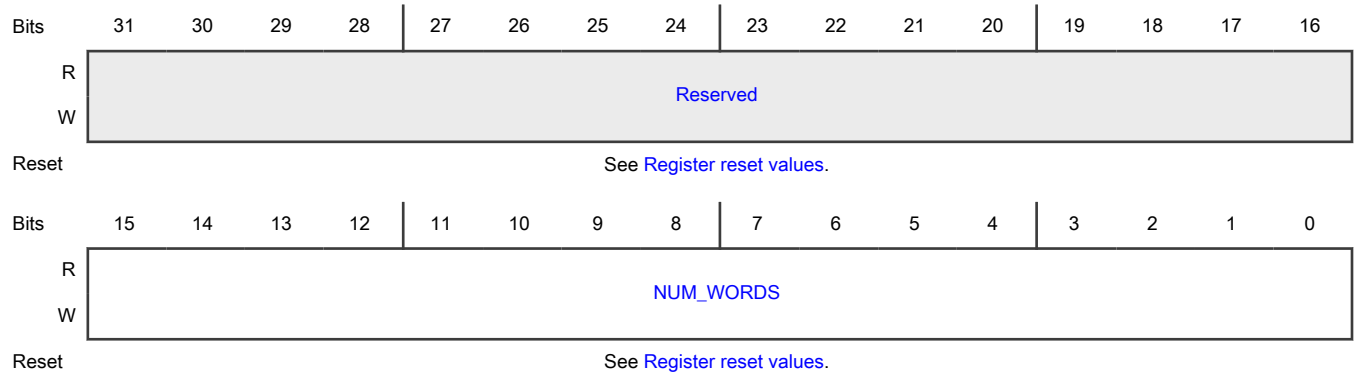 Bits 31 30 29 28 27 26 25 24 23 22 21 20 19 18 17 16
R
Reserved
W
Reset See Register reset values.
Bits 15 14 13 12 11 10 9 8 7 6 5 4 3 2 1 0
R
NUM_WORDS
W
Reset See Register reset values.